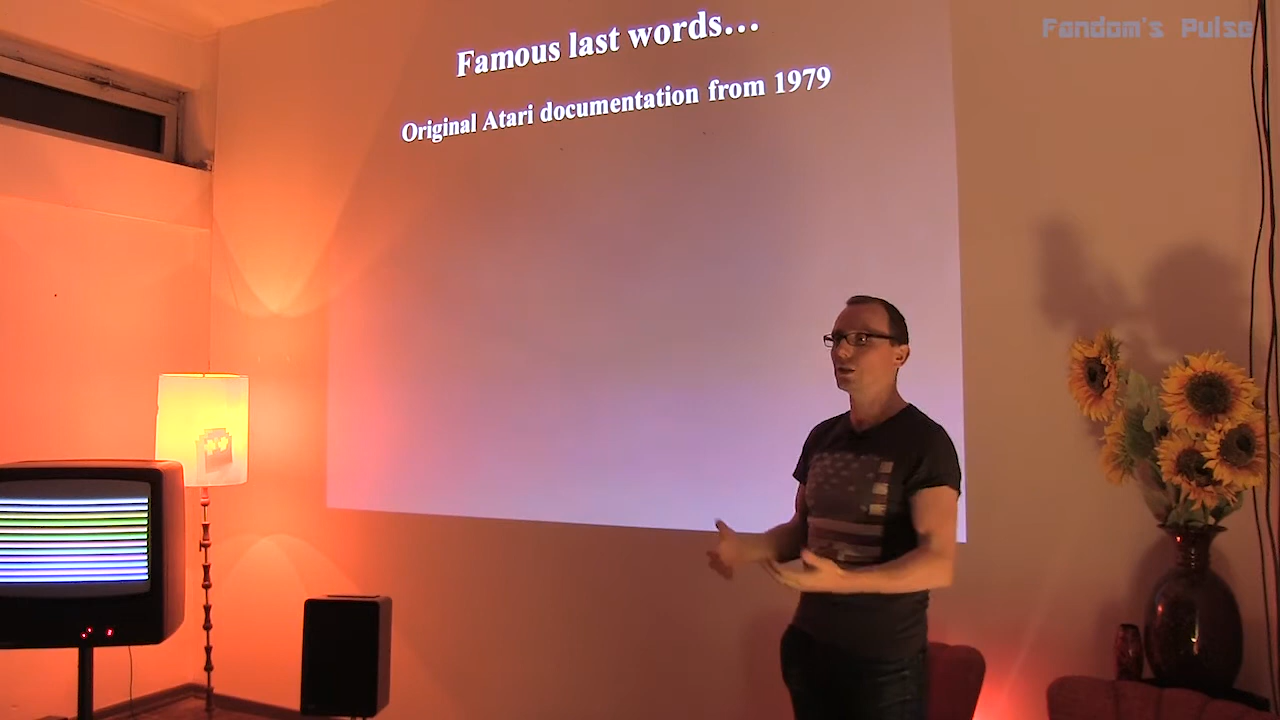 Fandom's Pulse
Famous last words...
Original Atari documentation from 1979